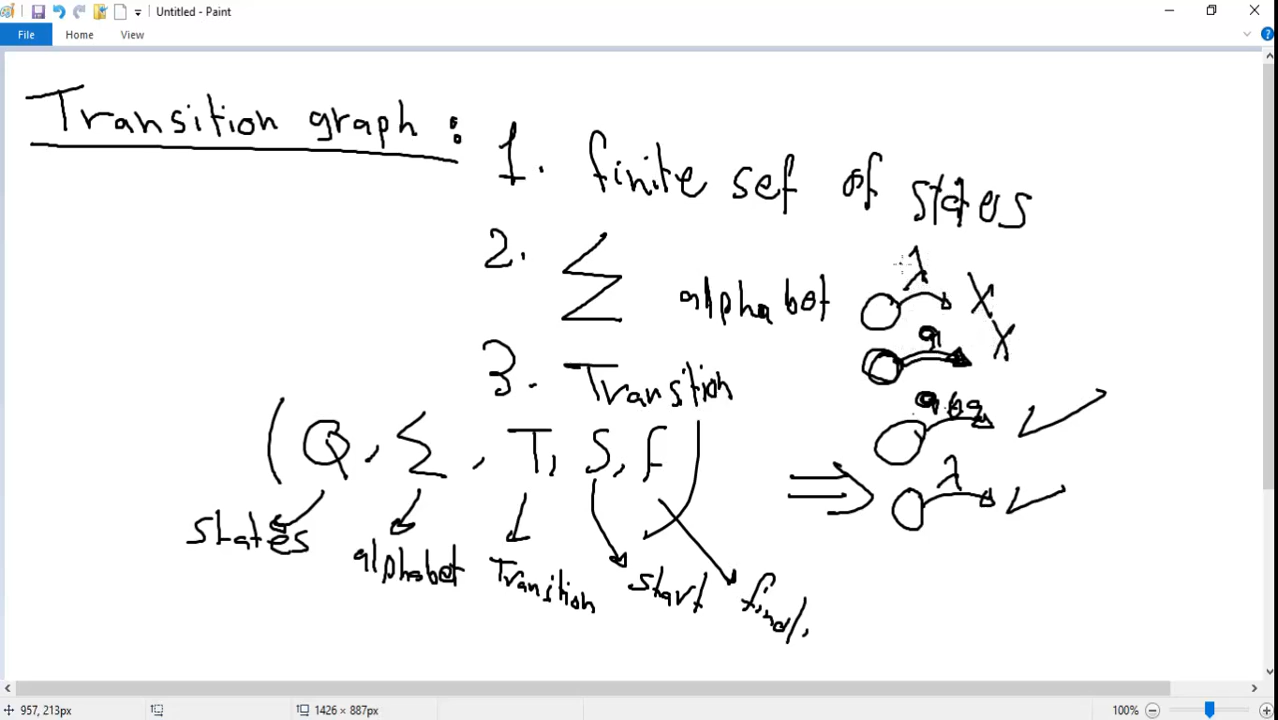 Untitled - Paint
File Home View
Transition graph :
1. finite set of states
2. Σ alphabet
λ X
a X
3. Transition
aba ✓
(Q, Σ, T, S, F)
⇒ λ ✓
states alphabet Transition start final.
957, 213px 1426 × 887px 100%